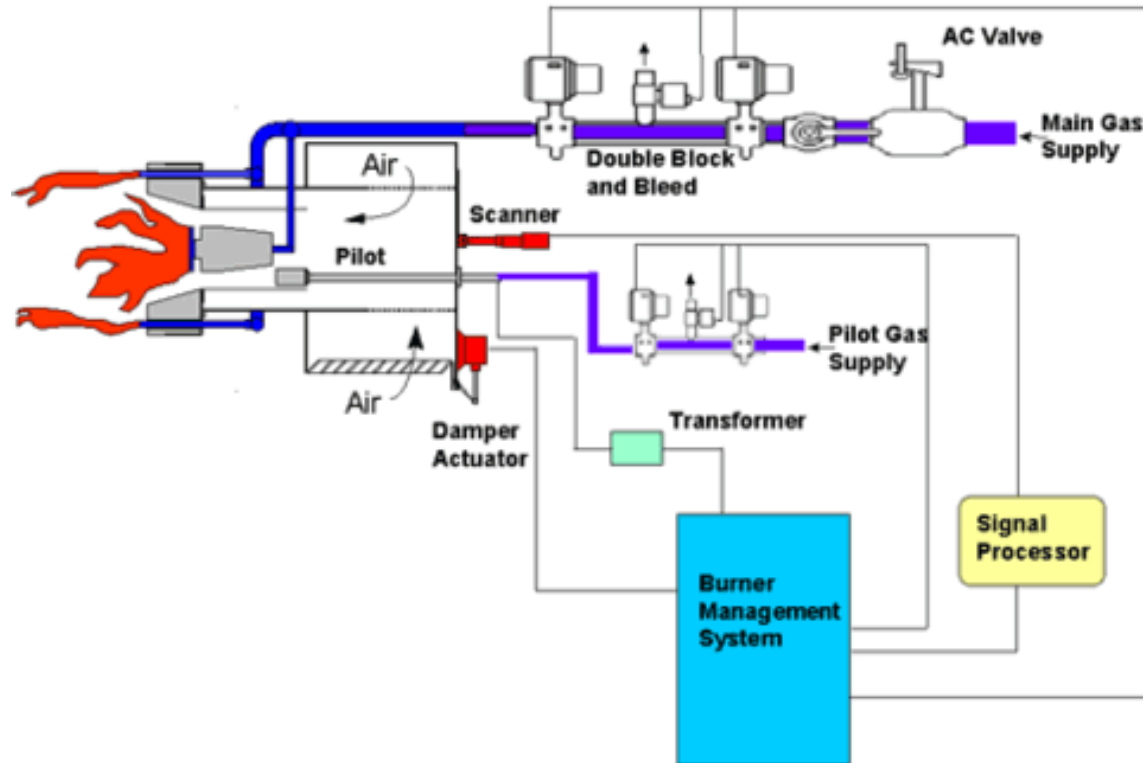 AC Valve
Main Gas
Supply
Double Block
and Bleed
Air
Scanner
Pilot
Pilot Gas
Supply
Air
Damper
Actuator
Transformer
Signal
Processor
Burner
Management
System